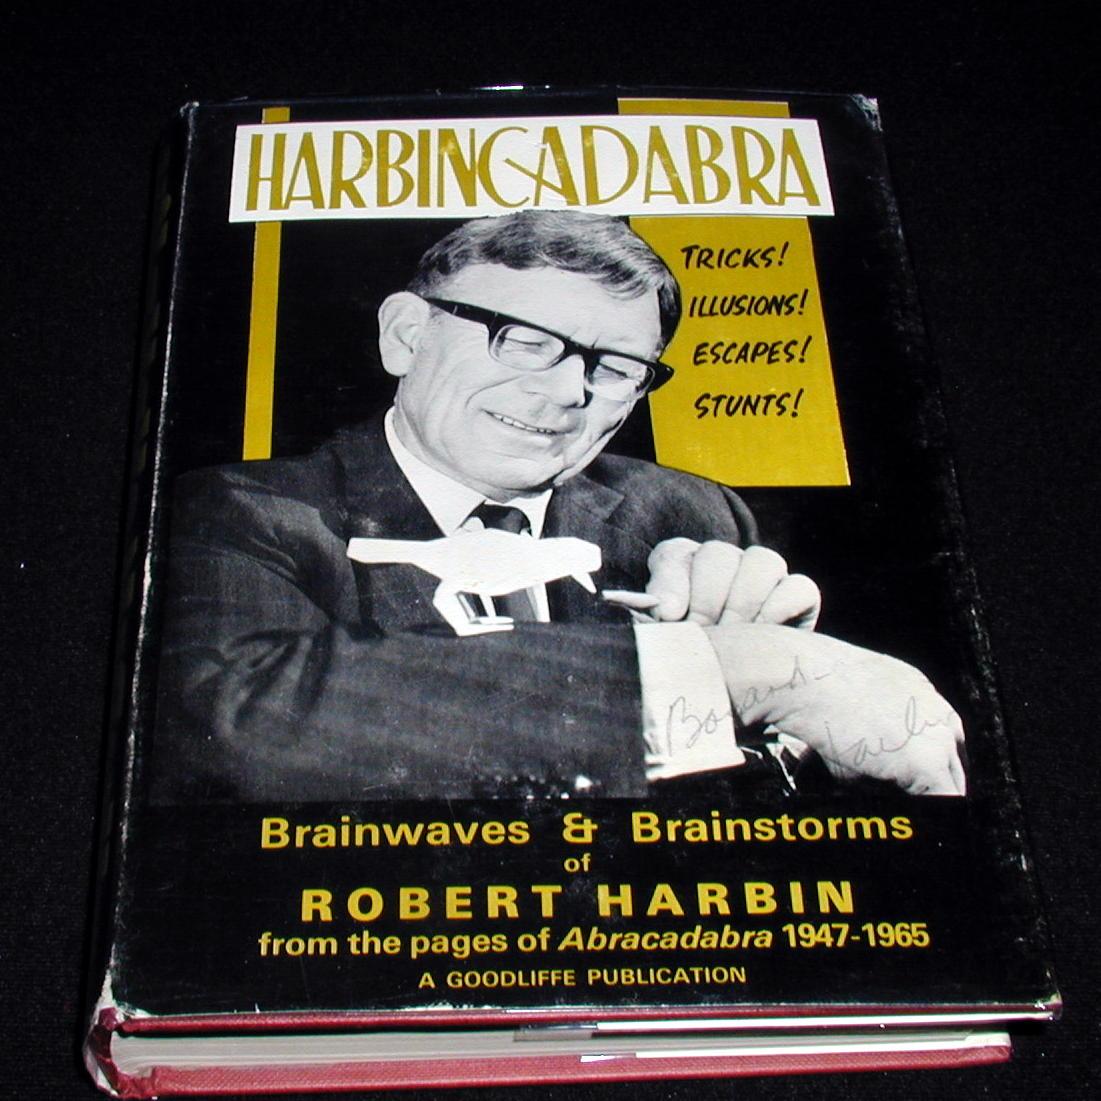 HARBINCADABRA
TRICKS!
ILLUSIONS!
ESCAPES!
STUNTS!
Brainwaves & Brainstorms
of
ROBERT HARBIN
from the pages of Abracadabra 1947-1965
A GOODLIFFE PUBLICATION